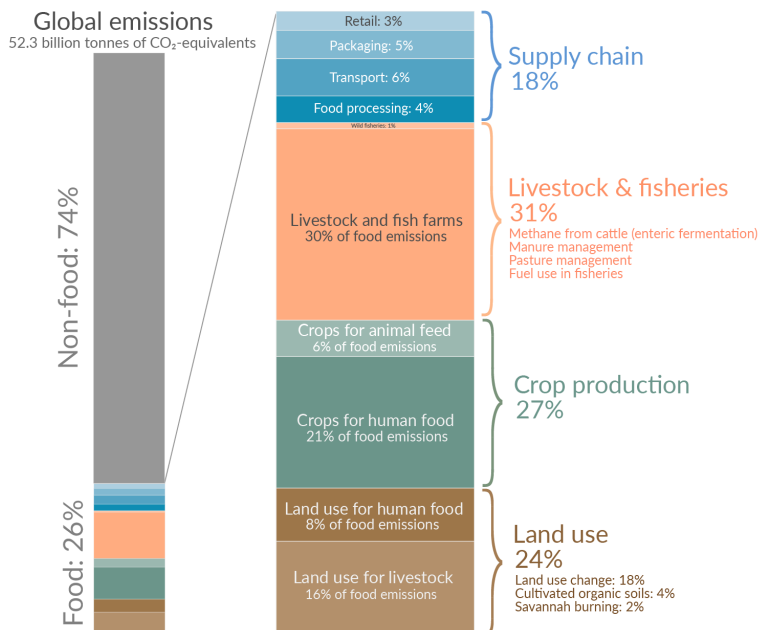 Global emissions
52.3 billion tonnes of CO₂-equivalents
Non-food: 74%
Food: 26%
Retail: 3%
Packaging: 5%
Transport: 6%
Food processing: 4%
Wild fisheries: 1%
Livestock and fish farms
30% of food emissions
Crops for animal feed
6% of food emissions
Crops for human food
21% of food emissions
Land use for human food
8% of food emissions
Land use for livestock
16% of food emissions
Supply chain
18%
Livestock & fisheries
31%
Methane from cattle (enteric fermentation)
Manure management
Pasture management
Fuel use in fisheries
Crop production
27%
Land use
24%
Land use change: 18%
Cultivated organic soils: 4%
Savannah burning: 2%